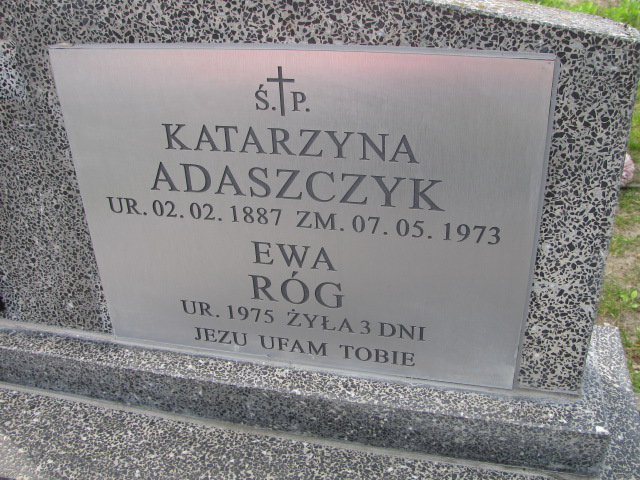 Ś.P.
KATARZYNA
ADASZCZYK
UR. 02. 02. 1887 ZM. 07. 05. 1973
EWA
RÓG
UR. 1975 ŻYŁA 3 DNI
JEZU UFAM TOBIE